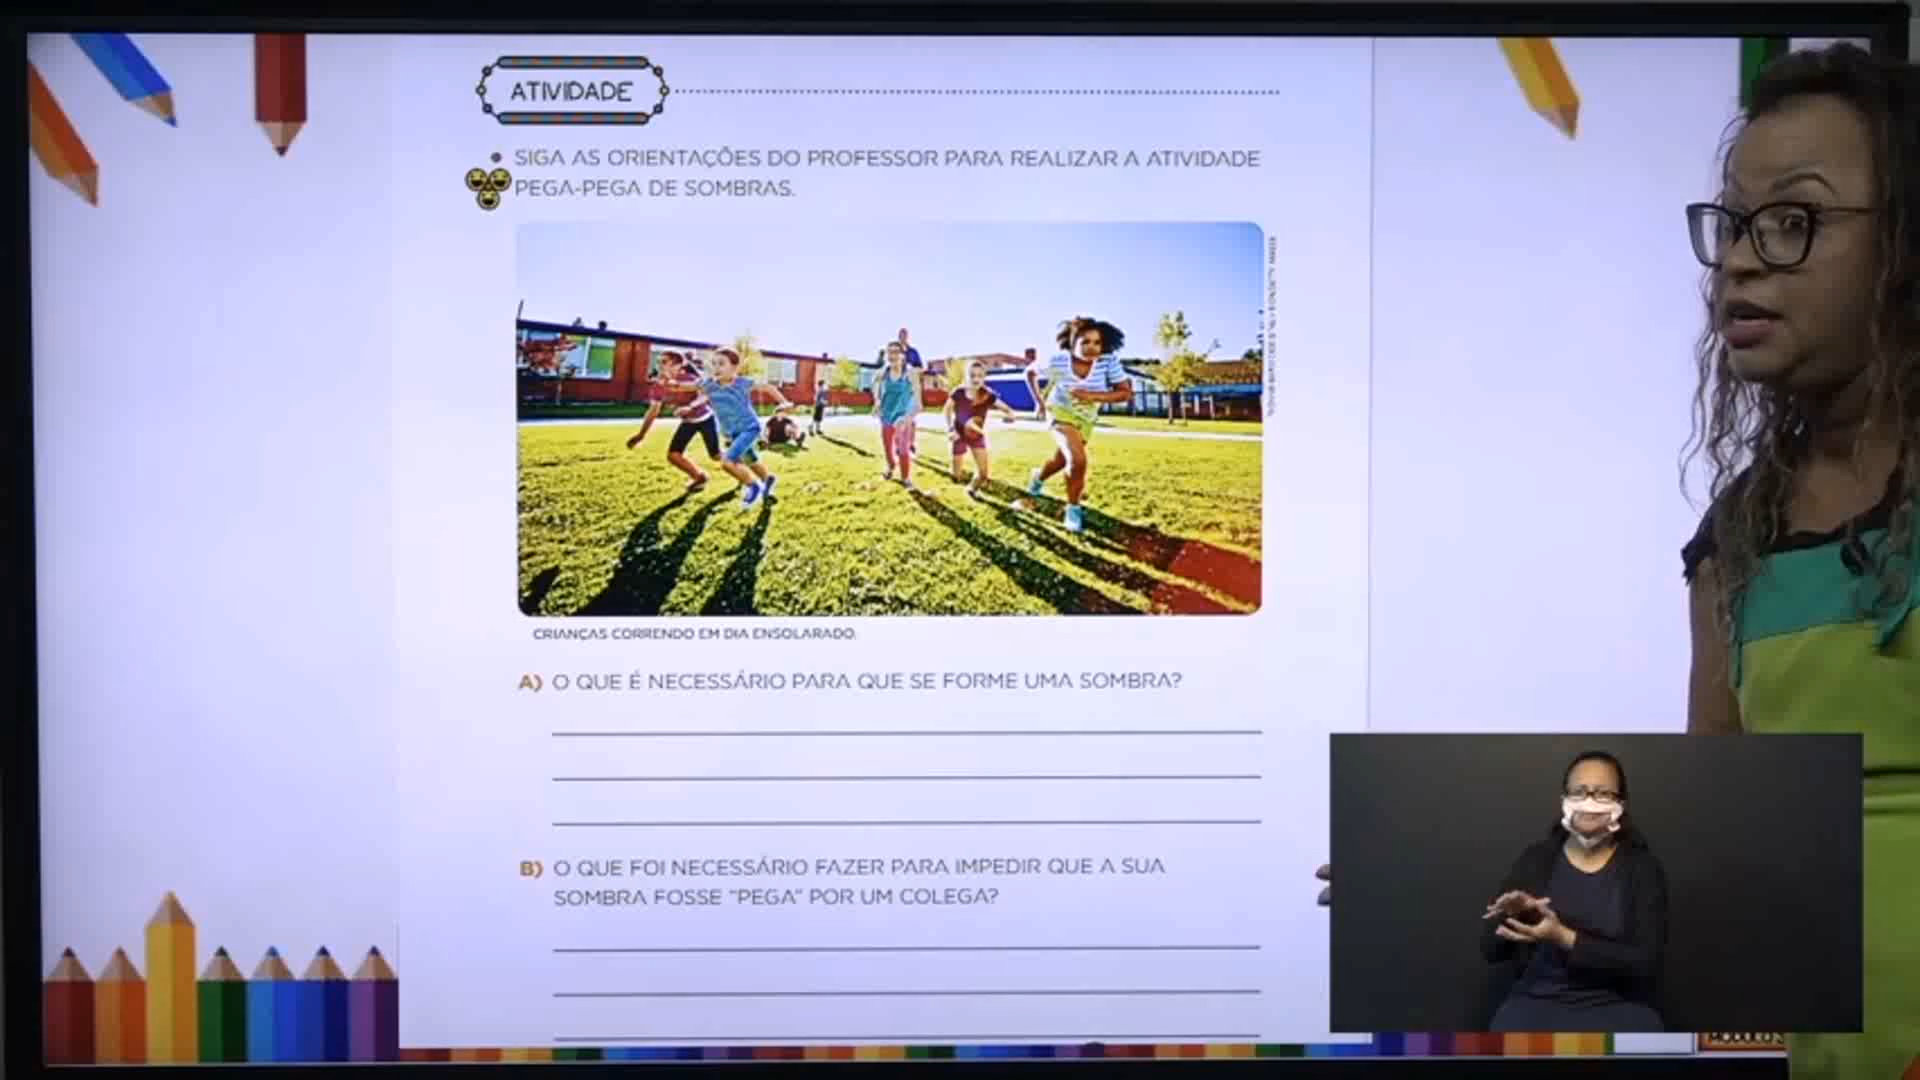 ATIVIDADE
SIGA AS ORIENTAÇÕES DO PROFESSOR PARA REALIZAR A ATIVIDADE
PEGA-PEGA DE SOMBRAS.
CRIANÇAS CORRENDO EM DIA ENSOLARADO.
A) O QUE É NECESSÁRIO PARA QUE SE FORME UMA SOMBRA?
B) O QUE FOI NECESSÁRIO FAZER PARA IMPEDIR QUE A SUA
SOMBRA FOSSE “PEGA” POR UM COLEGA?